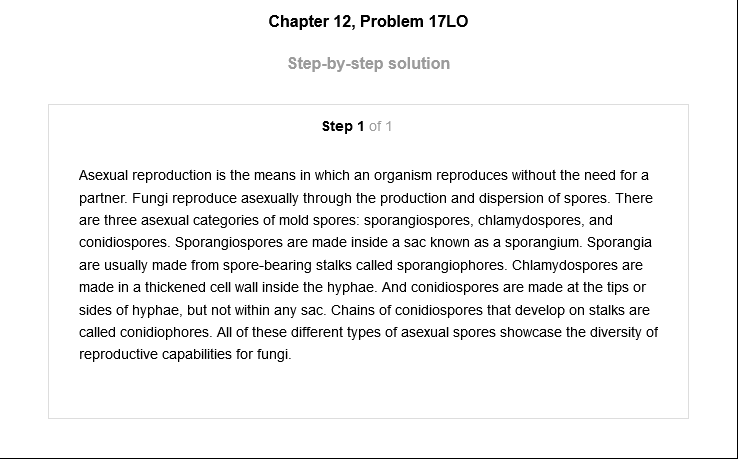 Chapter 12, Problem 17LO
Step-by-step solution
Step 1 of 1
Asexual reproduction is the means in which an organism reproduces without the need for a
partner. Fungi reproduce asexually through the production and dispersion of spores. There
are three asexual categories of mold spores: sporangiospores, chlamydospores, and
conidiospores. Sporangiospores are made inside a sac known as a sporangium. Sporangia
are usually made from spore-bearing stalks called sporangiophores. Chlamydospores are
made in a thickened cell wall inside the hyphae. And conidiospores are made at the tips or
sides of hyphae, but not within any sac. Chains of conidiospores that develop on stalks are
called conidiophores. All of these different types of asexual spores showcase the diversity of
reproductive capabilities for fungi.